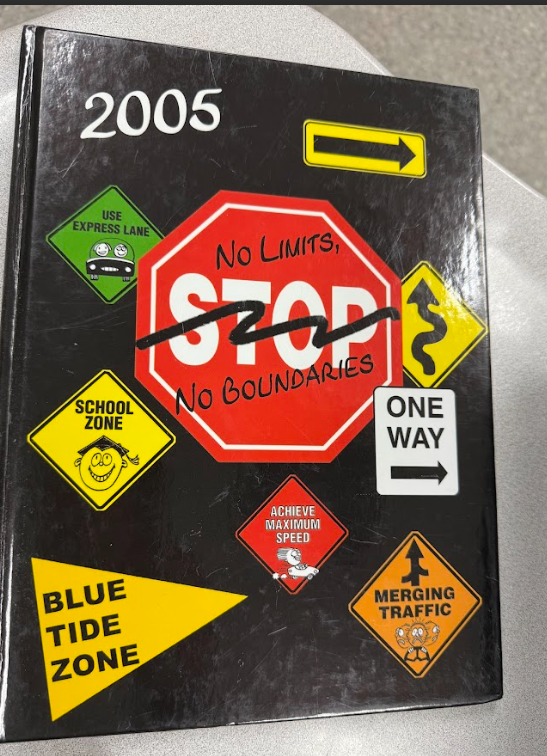 2005
USE
EXPRESS LANE
No Limits,
STOP
No Boundaries
SCHOOL
ZONE
ONE
WAY
ACHIEVE
MAXIMUM
SPEED
MERGING
TRAFFIC
BLUE
TIDE
ZONE